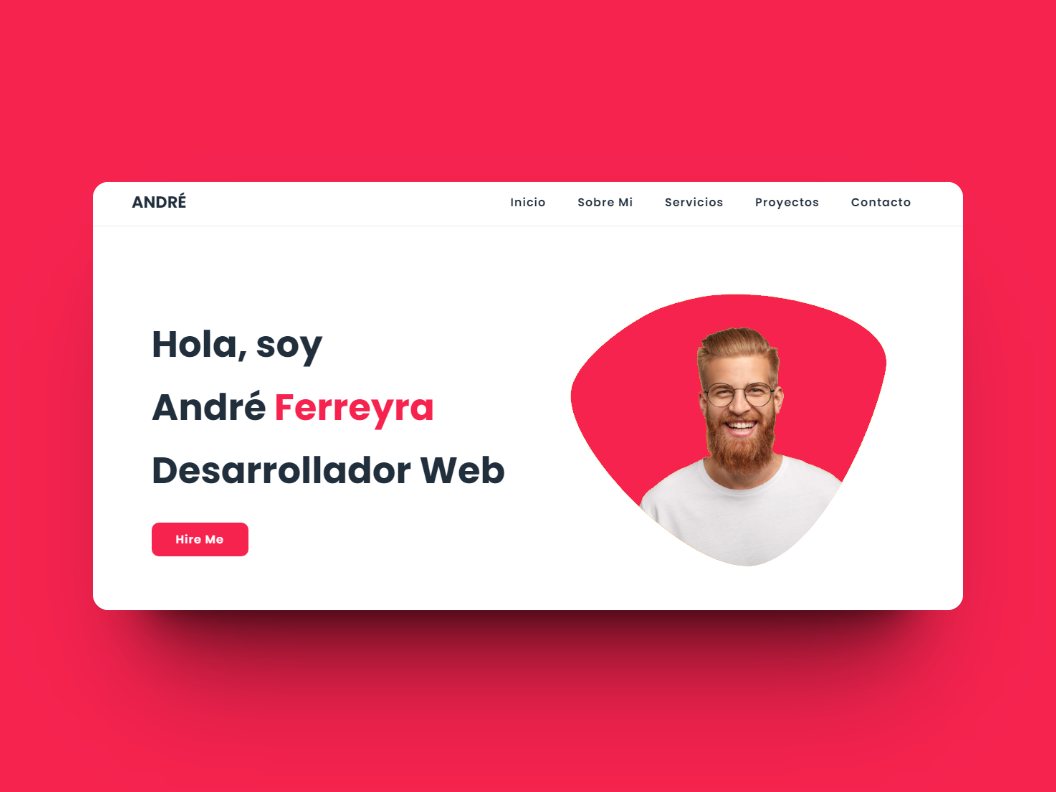 ANDRÉ
Inicio Sobre Mi Servicios Proyectos Contacto
Hola, soy
André Ferreyra
Desarrollador Web
Hire Me